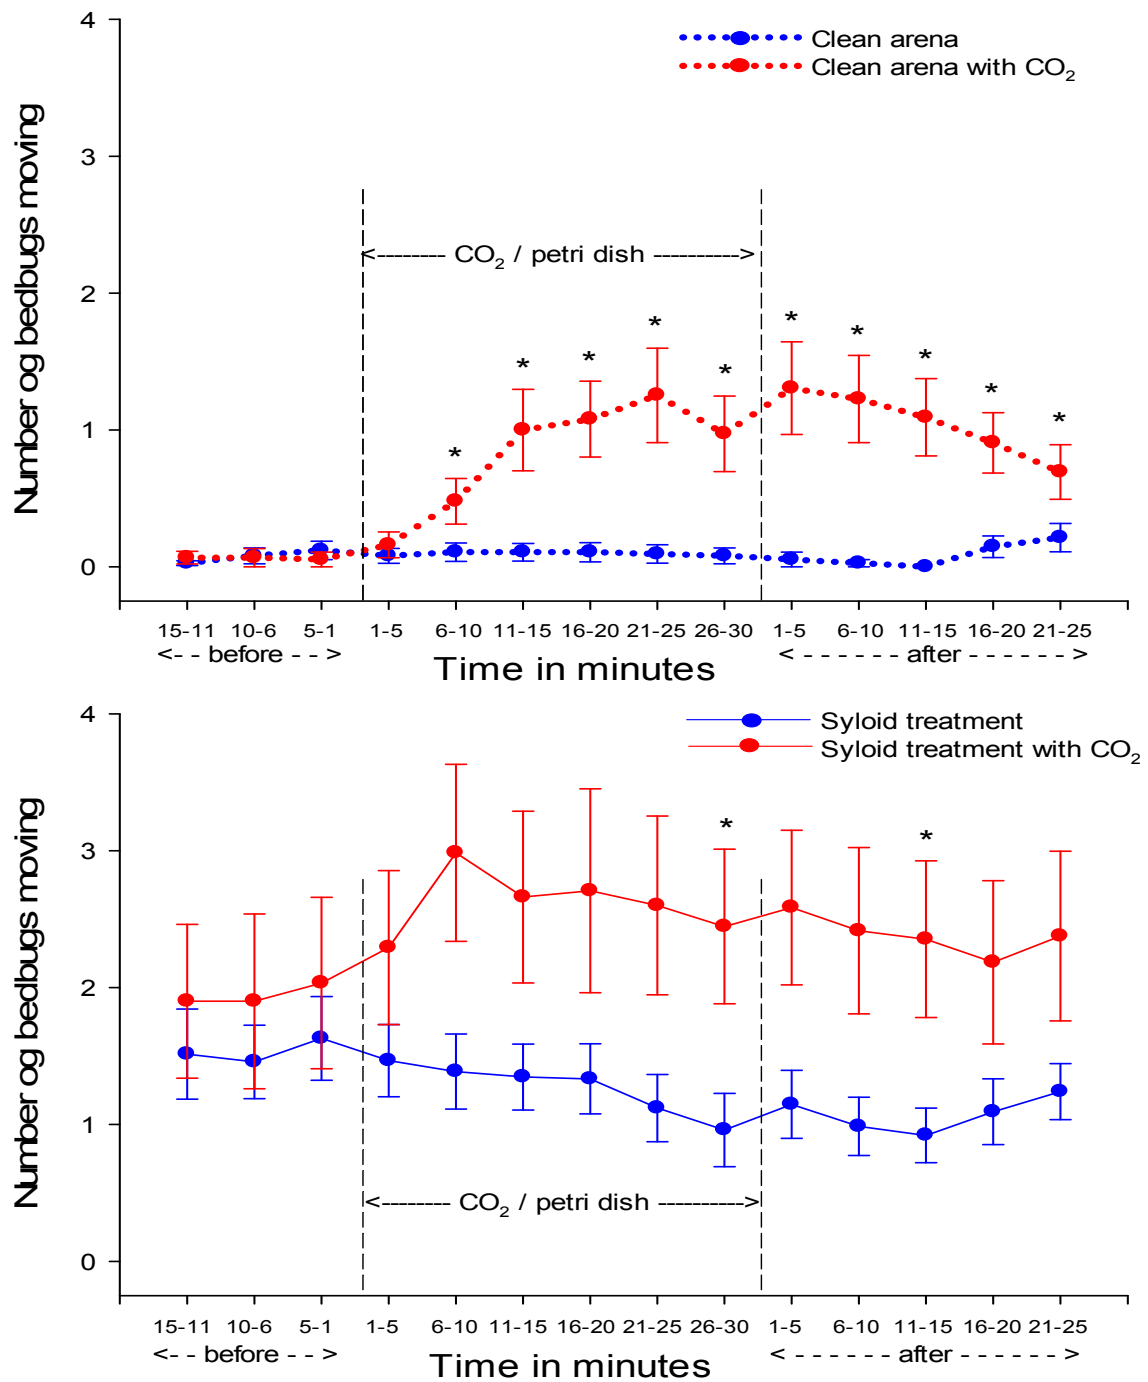 4
Clean arena
Clean arena with CO₂
3
<-------- CO₂ / petri dish ---------->
2
* * * * * * * * * *
1
0
Number og bedbugs moving
15-11 10-6 5-1 1-5 6-10 11-15 16-20 21-25 26-30 1-5 6-10 11-15 16-20 21-25
<-- before -- >
Time in minutes
< - - - - - - after - - - - - - >
4
Syloid treatment
Syloid treatment with CO₂
3
* *
2
1
<-------- CO₂ / petri dish ---------->
0
Number og bedbugs moving
15-11 10-6 5-1 1-5 6-10 11-15 16-20 21-25 26-30 1-5 6-10 11-15 16-20 21-25
<-- before -- >
Time in minutes
< - - - - - - after - - - - - - >